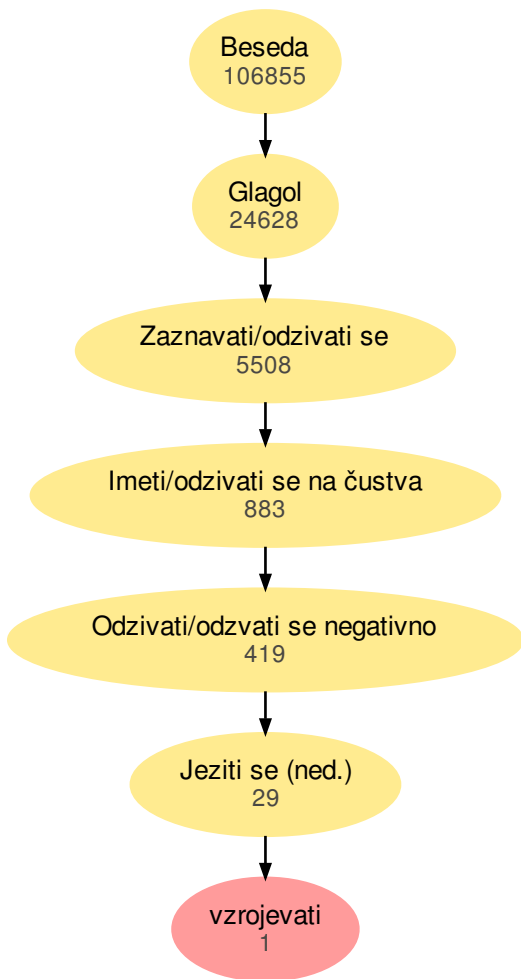 Beseda
106855
Glagol
24628
Zaznavati/odzivati se
5508
Imeti/odzivati se na čustva
883
Odzivati/odzvati se negativno
419
Jeziti se (ned.)
29
vzrojevati
1